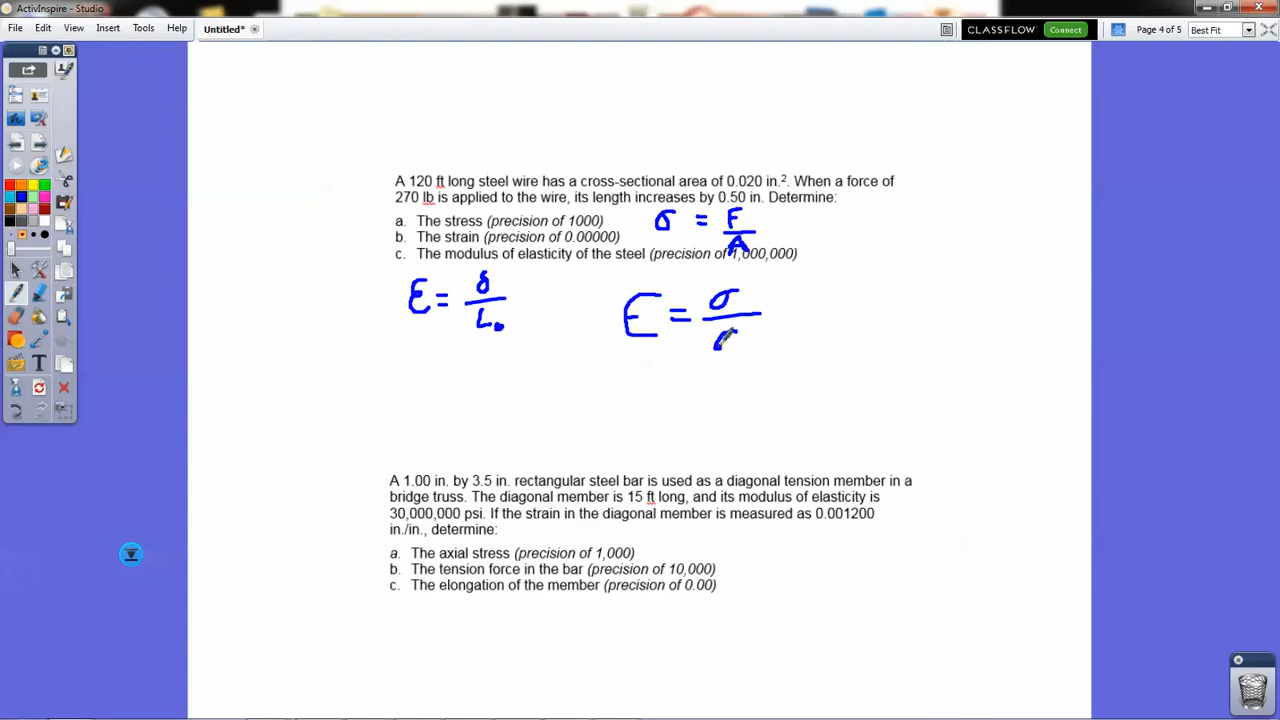 ActivInspire - Studio
File Edit View Insert Tools Help Untitled* CLASSFLOW Connect Page 4 of 5 Best Fit
A 120 ft long steel wire has a cross-sectional area of 0.020 in.². When a force of
270 lb is applied to the wire, its length increases by 0.50 in. Determine:
a. The stress (precision of 1000)
b. The strain (precision of 0.00000)
c. The modulus of elasticity of the steel (precision of 1,000,000)
σ = F/A
ε = δ/L₀
E = σ/
A 1.00 in. by 3.5 in. rectangular steel bar is used as a diagonal tension member in a
bridge truss. The diagonal member is 15 ft long, and its modulus of elasticity is
30,000,000 psi. If the strain in the diagonal member is measured as 0.001200
in./in., determine:
a. The axial stress (precision of 1,000)
b. The tension force in the bar (precision of 10,000)
c. The elongation of the member (precision of 0.00)